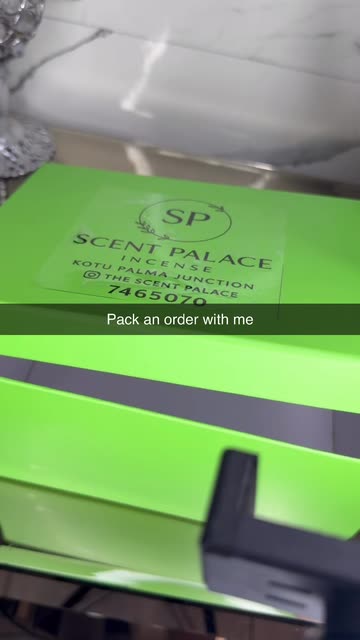 SP
SCENT PALACE
INCENSE
KOTU PALMA JUNCTION
THE SCENT PALACE
7465070
Pack an order with me